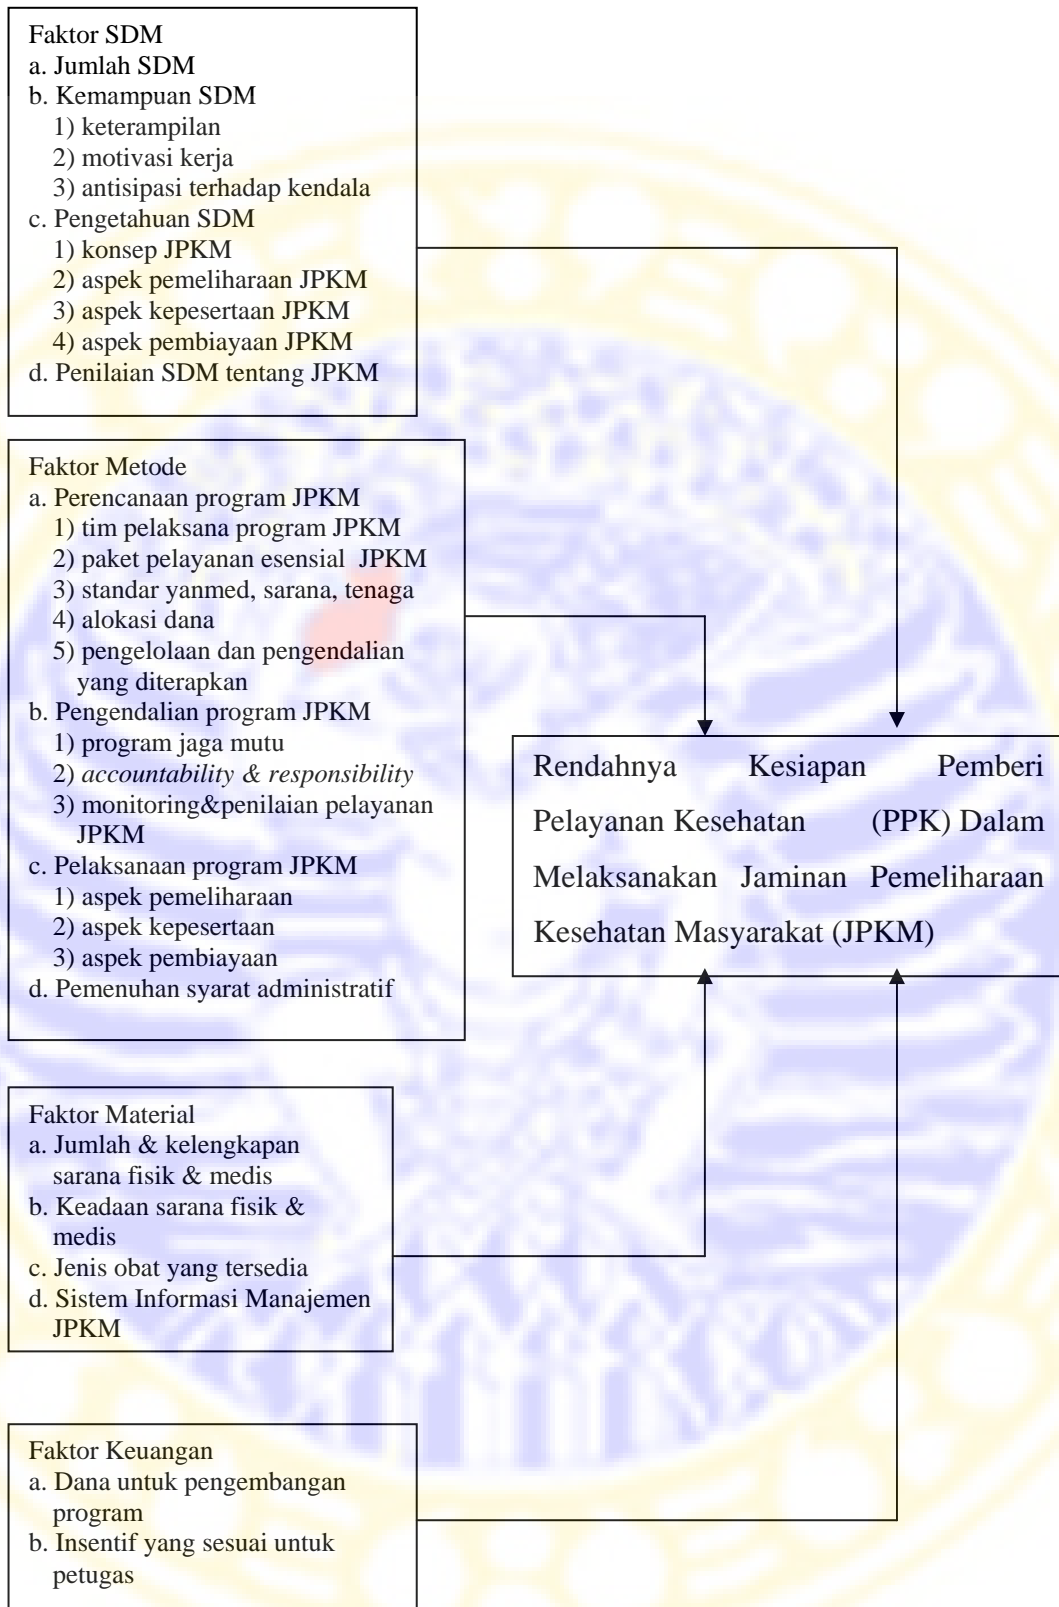 Faktor SDM
a. Jumlah SDM
b. Kemampuan SDM
1) keterampilan
2) motivasi kerja
3) antisipasi terhadap kendala
c. Pengetahuan SDM
1) konsep JPKM
2) aspek pemeliharaan JPKM
3) aspek kepesertaan JPKM
4) aspek pembiayaan JPKM
d. Penilaian SDM tentang JPKM
Faktor Metode
a. Perencanaan program JPKM
1) tim pelaksana program JPKM
2) paket pelayanan esensial JPKM
3) standar yanmed, sarana, tenaga
4) alokasi dana
5) pengelolaan dan pengendalian
yang diterapkan
b. Pengendalian program JPKM
1) program jaga mutu
2) accountability & responsibility
3) monitoring&penilaian pelayanan
JPKM
c. Pelaksanaan program JPKM
1) aspek pemeliharaan
2) aspek kepesertaan
3) aspek pembiayaan
d. Pemenuhan syarat administratif
Rendahnya Kesiapan Pemberi
Pelayanan Kesehatan (PPK) Dalam
Melaksanakan Jaminan Pemeliharaan
Kesehatan Masyarakat (JPKM)
Faktor Material
a. Jumlah & kelengkapan
sarana fisik & medis
b. Keadaan sarana fisik &
medis
c. Jenis obat yang tersedia
d. Sistem Informasi Manajemen
JPKM
Faktor Keuangan
a. Dana untuk pengembangan
program
b. Insentif yang sesuai untuk
petugas